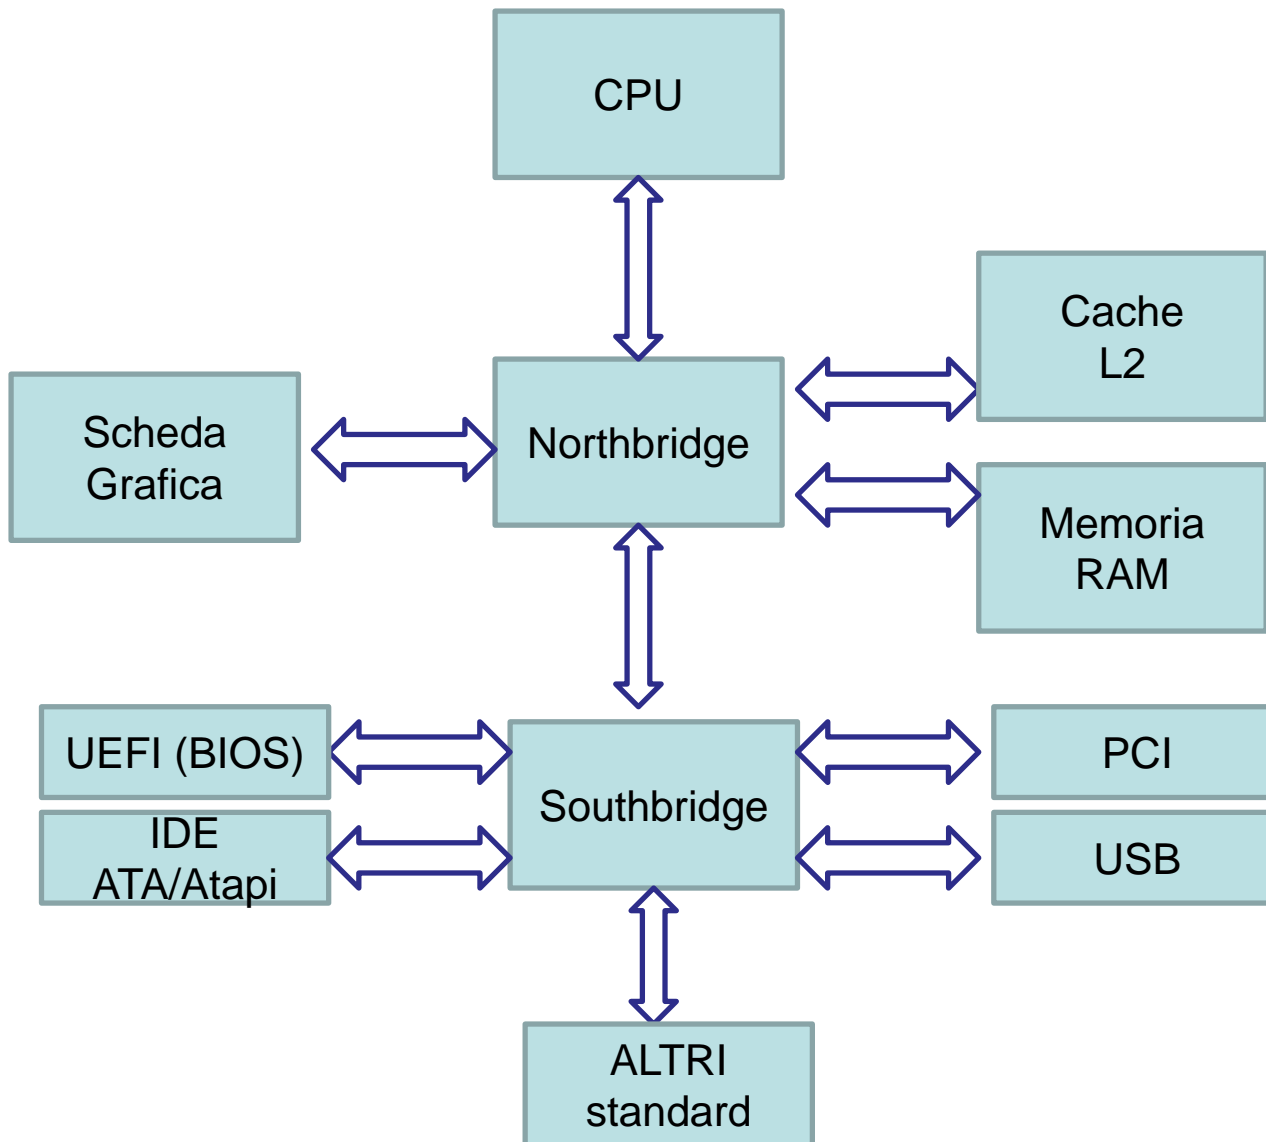 CPU
Cache
L2
Scheda
Grafica
Northbridge
Memoria
RAM
UEFI (BIOS)
Southbridge
PCI
IDE
ATA/Atapi
USB
ALTRI
standard